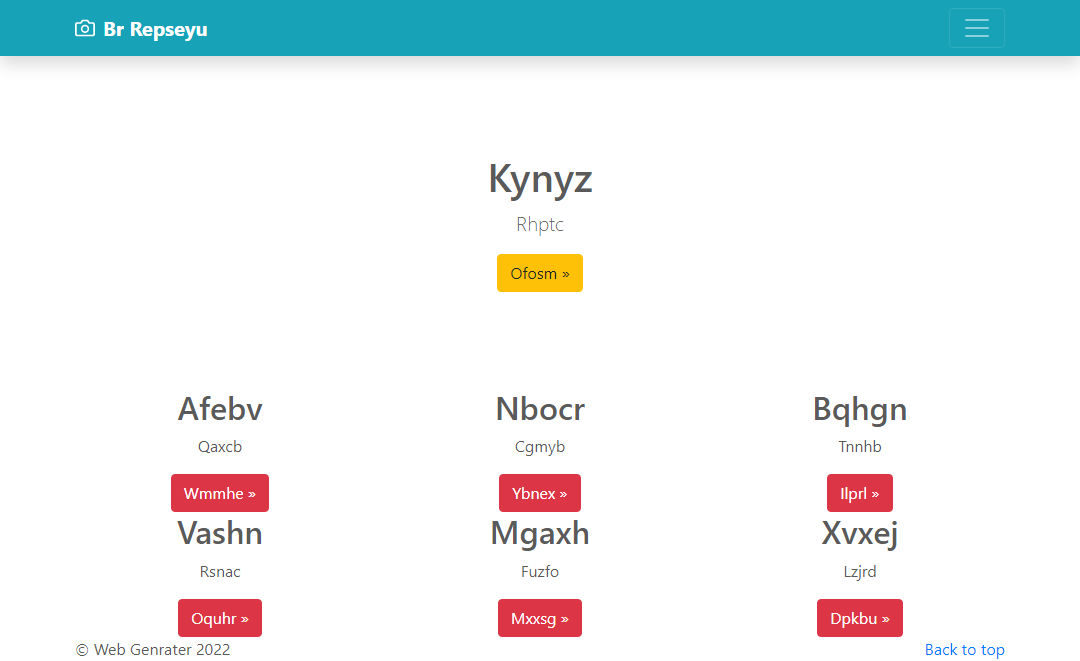 Br Repseyu
Kynyz
Rhptc
Ofosm »
Afebv
Qaxcb
Wmmhe »
Nbocr
Cgmyb
Ybnex »
Bqhgn
Tnnhb
Ilprl »
Vashn
Rsnac
Oquhr »
Mgaxh
Fuzfo
Mxxsg »
Xvxej
Lzjrd
Dpkbu »
© Web Genrater 2022
Back to top